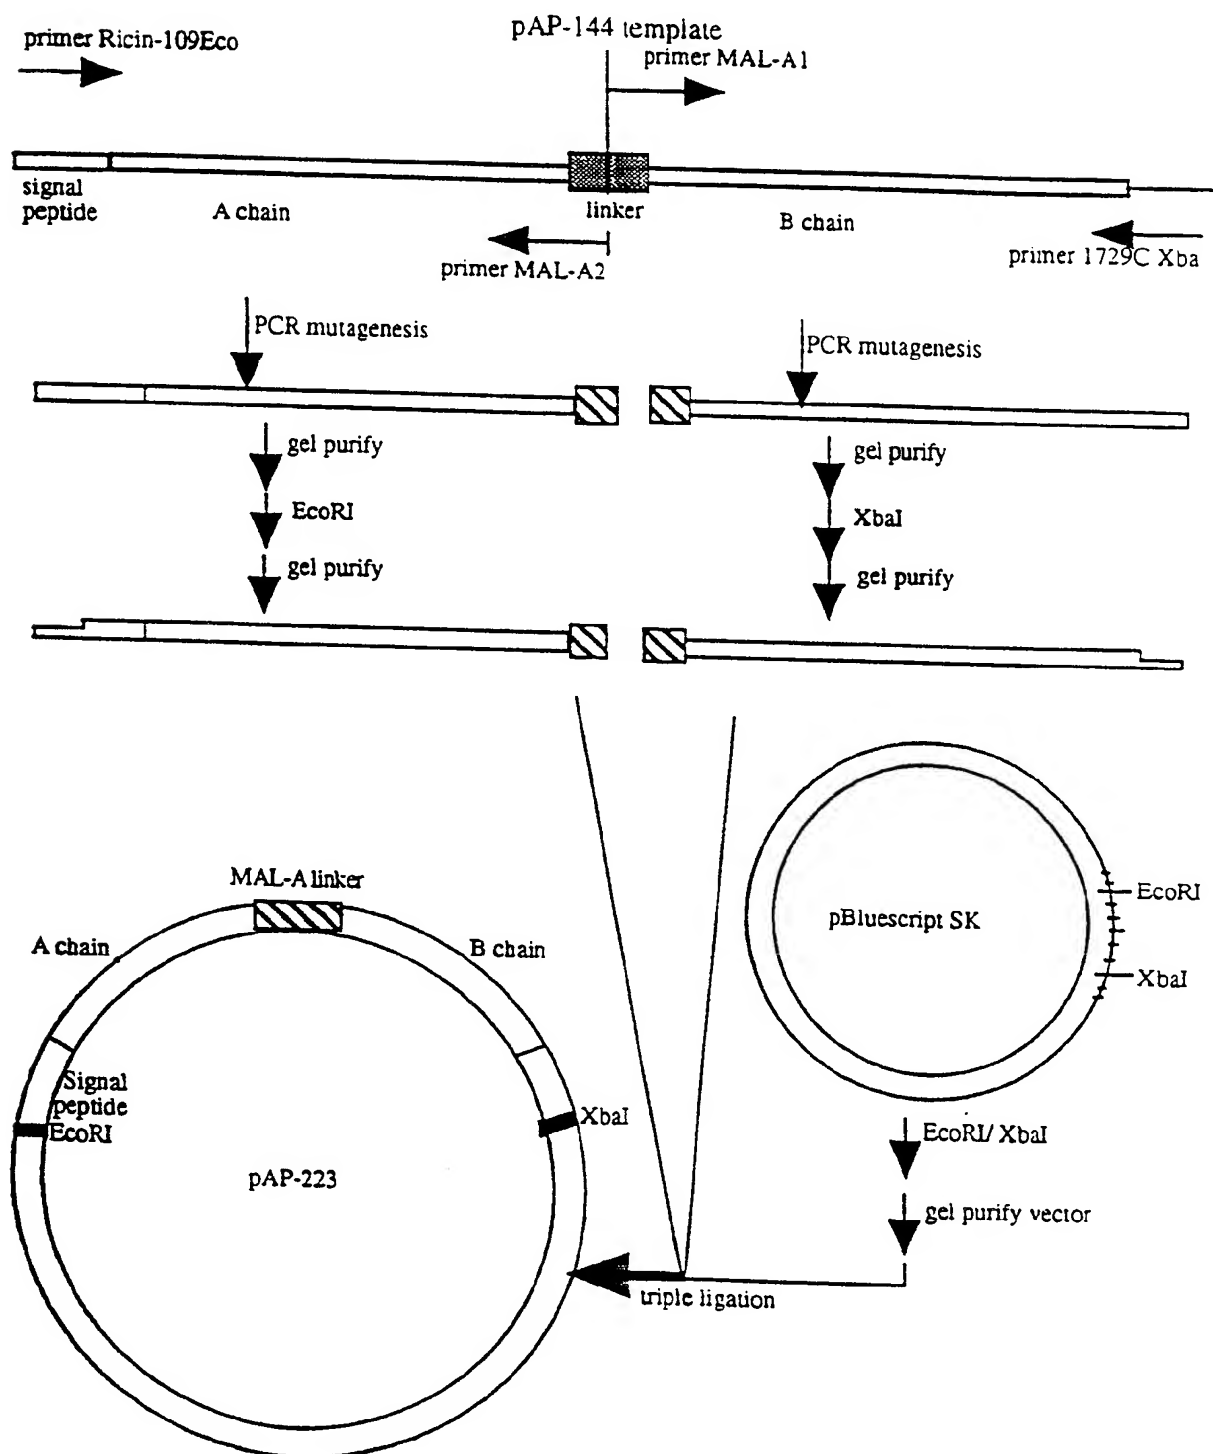 primer Ricin-109Eco
pAP-144 template
primer MAL-A1
signal
peptide
A chain
linker
B chain
primer MAL-A2
primer 1729C Xba
PCR mutagenesis
PCR mutagenesis
gel purify
gel purify
EcoRI
XbaI
gel purify
gel purify
MAL-A linker
A chain
B chain
pBluescript SK
EcoRI
XbaI
Signal
peptide
EcoRI
XbaI
pAP-223
EcoRI/ XbaI
gel purify vector
triple ligation